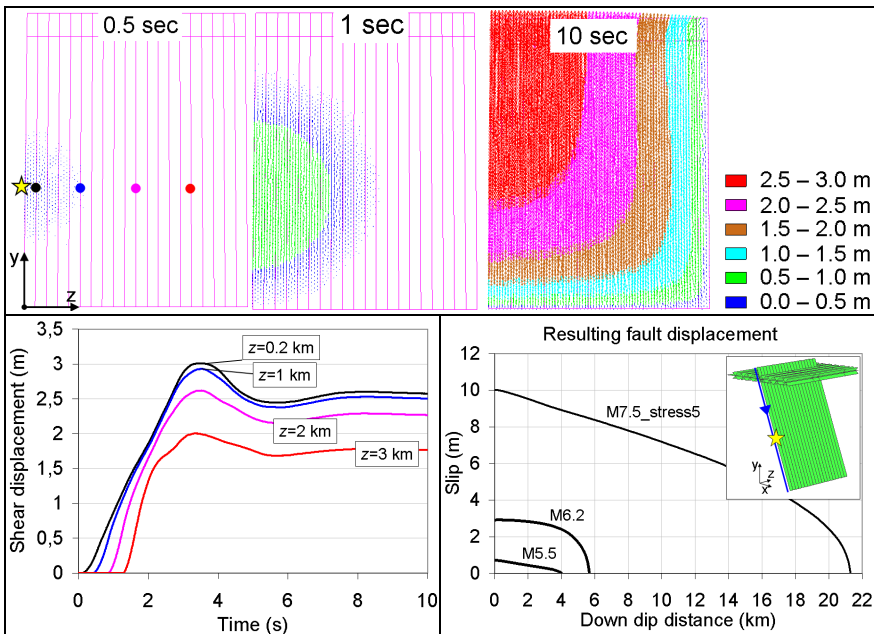 0.5 sec
1 sec
10 sec
y
z
2.5 – 3.0 m
2.0 – 2.5 m
1.5 – 2.0 m
1.0 – 1.5 m
0.5 – 1.0 m
0.0 – 0.5 m
Shear displacement (m)
3,5
3
2,5
2
1,5
1
0,5
0
z=0.2 km
z=1 km
z=2 km
z=3 km
0 2 4 6 8 10
Time (s)
Resulting fault displacement
Slip (m)
12
10
8
6
4
2
0
M7.5_stress5
M6.2
M5.5
y
z
x
0 2 4 6 8 10 12 14 16 18 20 22
Down dip distance (km)